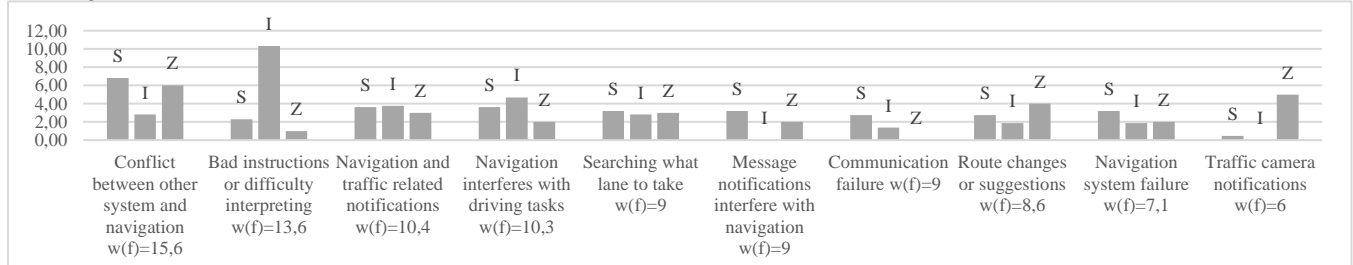 12,00
10,00
8,00
6,00
4,00
2,00
0,00
S I Z
S I Z
S I Z
S I Z
S I Z
S I Z
S I Z
S I Z
S I Z
S I Z
Conflict
between other
system and
navigation
w(f)=15,6
Bad instructions
or difficulty
interpreting
w(f)=13,6
Navigation and
traffic related
notifications
w(f)=10,4
Navigation
interferes with
driving tasks
w(f)=10,3
Searching what
lane to take
w(f)=9
Message
notifications
interfere with
navigation
w(f)=9
Communication
failure w(f)=9
Route changes
or suggestions
w(f)=8,6
Navigation
system failure
w(f)=7,1
Traffic camera
notifications
w(f)=6